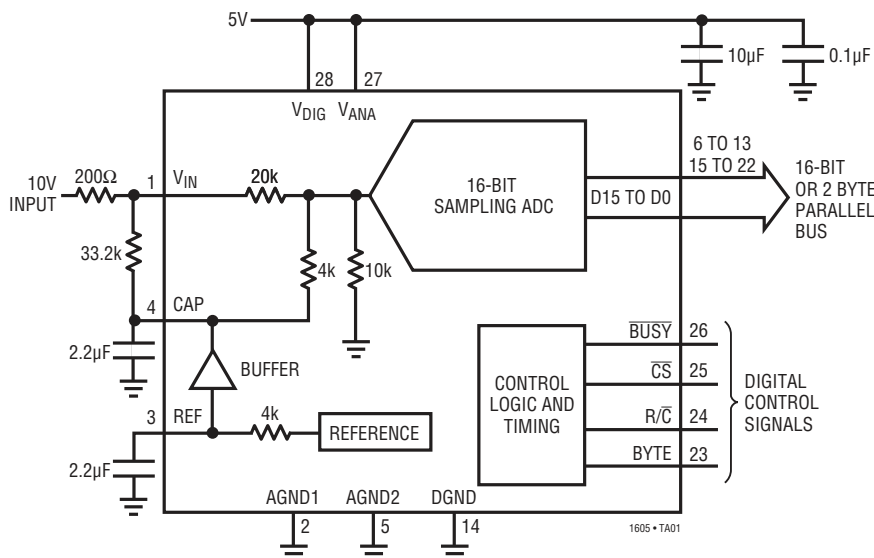 5V
10µF
0.1µF
28
27
VDIG
VANA
6 TO 13
15 TO 22
10V
INPUT
200Ω
1
VIN
20k
16-BIT
SAMPLING ADC
D15 TO D0
16-BIT
OR 2 BYTE
PARALLEL
BUS
33.2k
4k
10k
4
CAP
2.2µF
BUFFER
3
REF
4k
REFERENCE
2.2µF
CONTROL
LOGIC AND
TIMING
BUSY
26
CS
25
R/C
24
BYTE
23
DIGITAL
CONTROL
SIGNALS
AGND1
AGND2
DGND
2
5
14
1605 • TA01